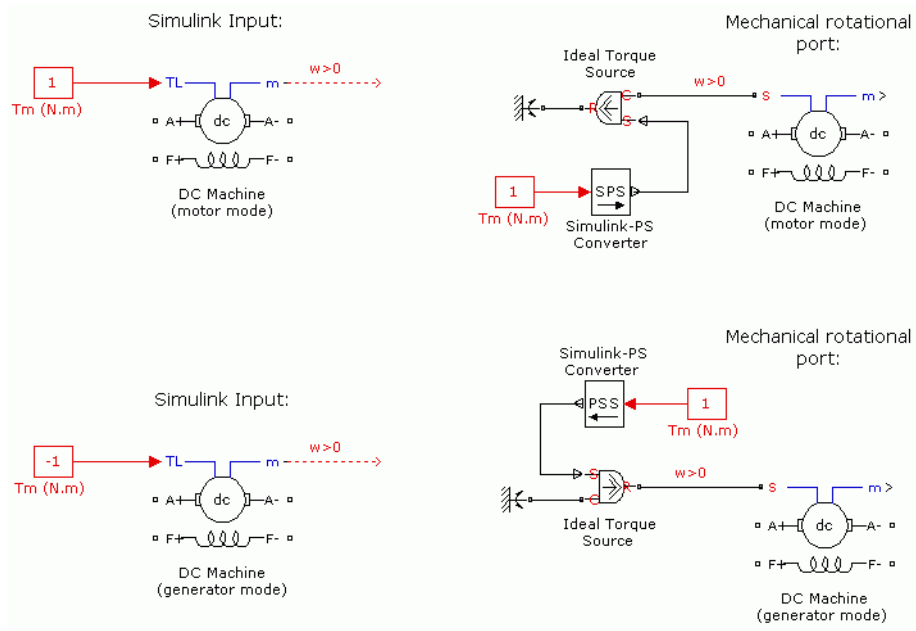 Simulink Input:
1
Tm (N.m)
TL
m
w>0
A+
dc
A-
F+
F-
DC Machine
(motor mode)
Mechanical rotational
port:
Ideal Torque
Source
R
C
S
w>0
S
m
A+
dc
A-
F+
F-
DC Machine
(motor mode)
1
Tm (N.m)
SPS
Simulink-PS
Converter
Simulink Input:
-1
Tm (N.m)
TL
m
w>0
A+
dc
A-
F+
F-
DC Machine
(generator mode)
Mechanical rotational
port:
Simulink-PS
Converter
PSS
1
Tm (N.m)
S
C
R
w>0
Ideal Torque
Source
S
m
A+
dc
A-
F+
F-
DC Machine
(generator mode)